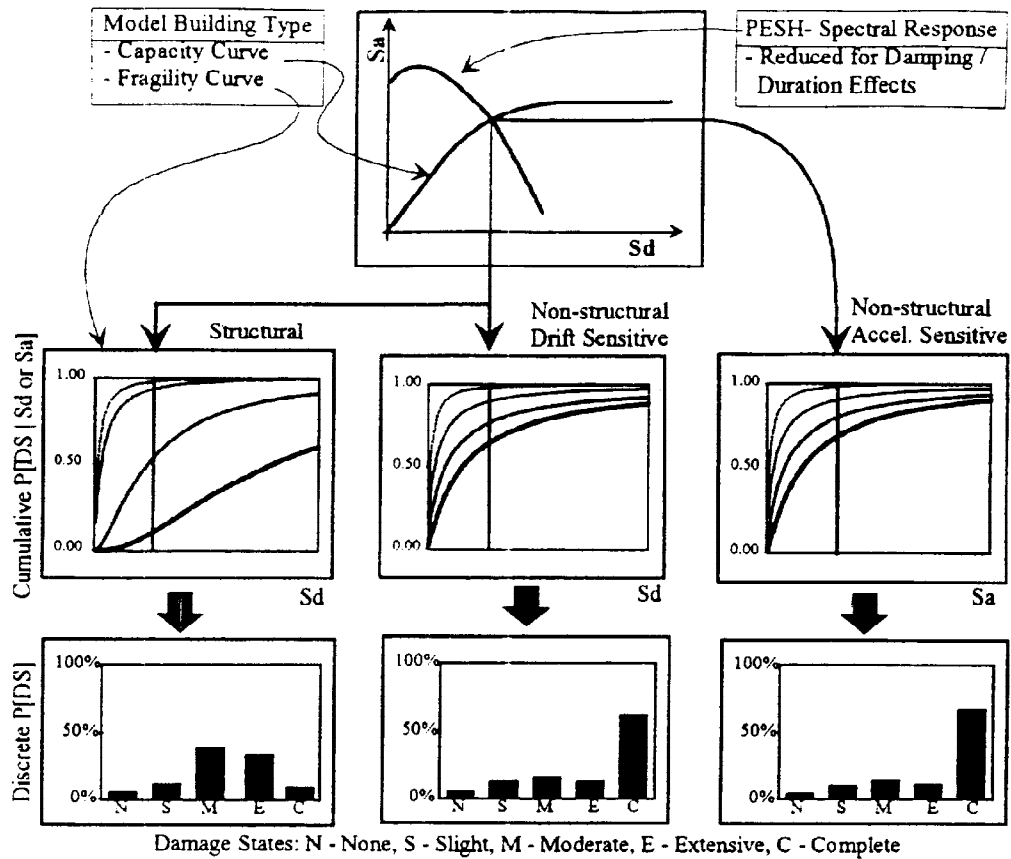 Model Building Type
- Capacity Curve
- Fragility Curve
Sa
PESH- Spectral Response
- Reduced for Damping /
Duration Effects
Sd
Structural
Non-structural
Drift Sensitive
Non-structural
Accel. Sensitive
Cumulative P[DS | Sd or Sa]
1.00
0.50
0.00
Sd
1.00
0.50
0.00
Sd
1.00
0.50
0.00
Sa
Discrete P[DS]
100%
50%
0%
N S M E C
100%
50%
0%
N S M E C
100%
50%
0%
N S M E C
Damage States: N - None, S - Slight, M - Moderate, E - Extensive, C - Complete